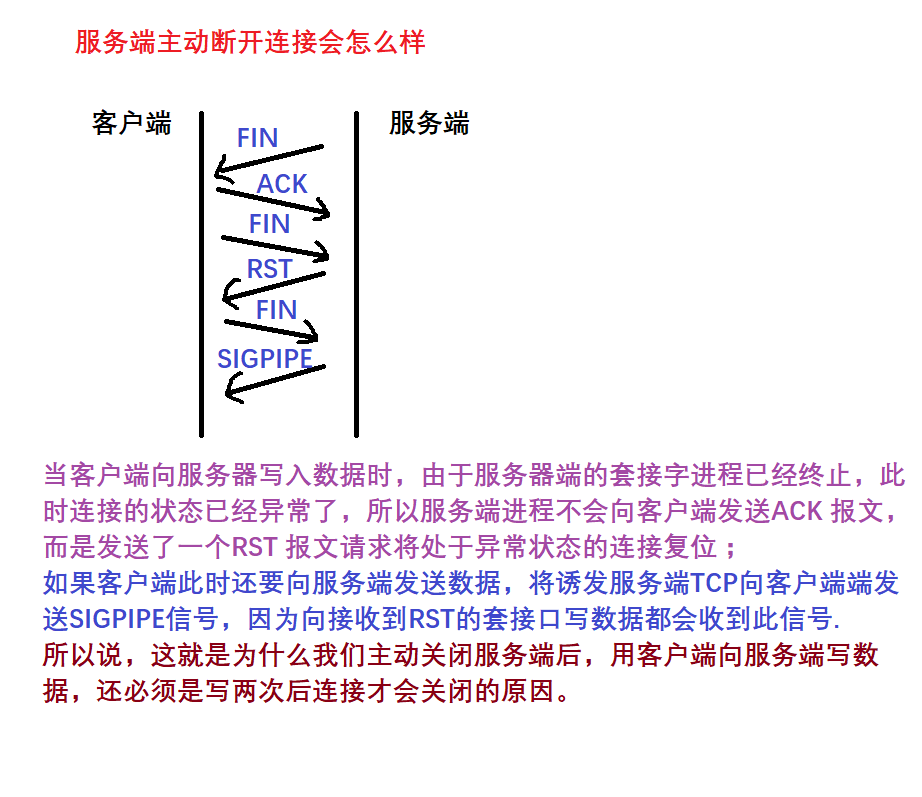 服务端主动断开连接会怎么样
客户端
服务端
FIN
ACK
FIN
RST
FIN
SIGPIPE
当客户端向服务器写入数据时，由于服务器端的套接字进程已经终止，此
时连接的状态已经异常了，所以服务端进程不会向客户端发送ACK 报文，
而是发送了一个RST 报文请求将处于异常状态的连接复位；
如果客户端此时还要向服务端发送数据，将诱发服务端TCP向客户端端发
送SIGPIPE信号，因为向接收到RST的套接口写数据都会收到此信号.
所以说，这就是为什么我们主动关闭服务端后，用客户端向服务端写数
据，还必须是写两次后连接才会关闭的原因。